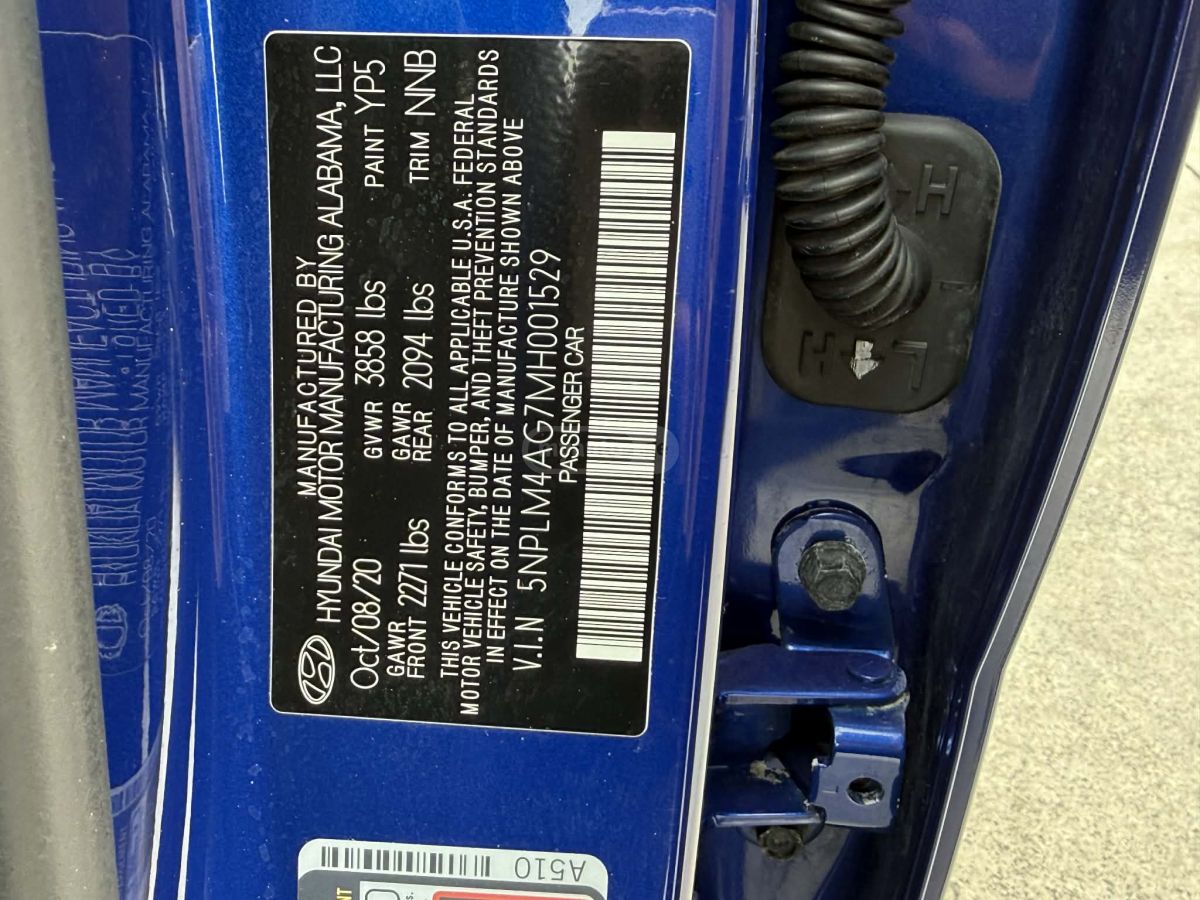 MANUFACTURED BY
HYUNDAI MOTOR MANUFACTURING ALABAMA, LLC
Oct/08/20 GVWR 3858 lbs PAINT YP5
GAWR FRONT 2271 lbs GAWR REAR 2094 lbs TRIM NNB
THIS VEHICLE CONFORMS TO ALL APPLICABLE U.S.A. FEDERAL
MOTOR VEHICLE SAFETY, BUMPER, AND THEFT PREVENTION STANDARDS
IN EFFECT ON THE DATE OF MANUFACTURE SHOWN ABOVE
V.I.N 5NPLM4AG7MH001529
PASSENGER CAR
A510